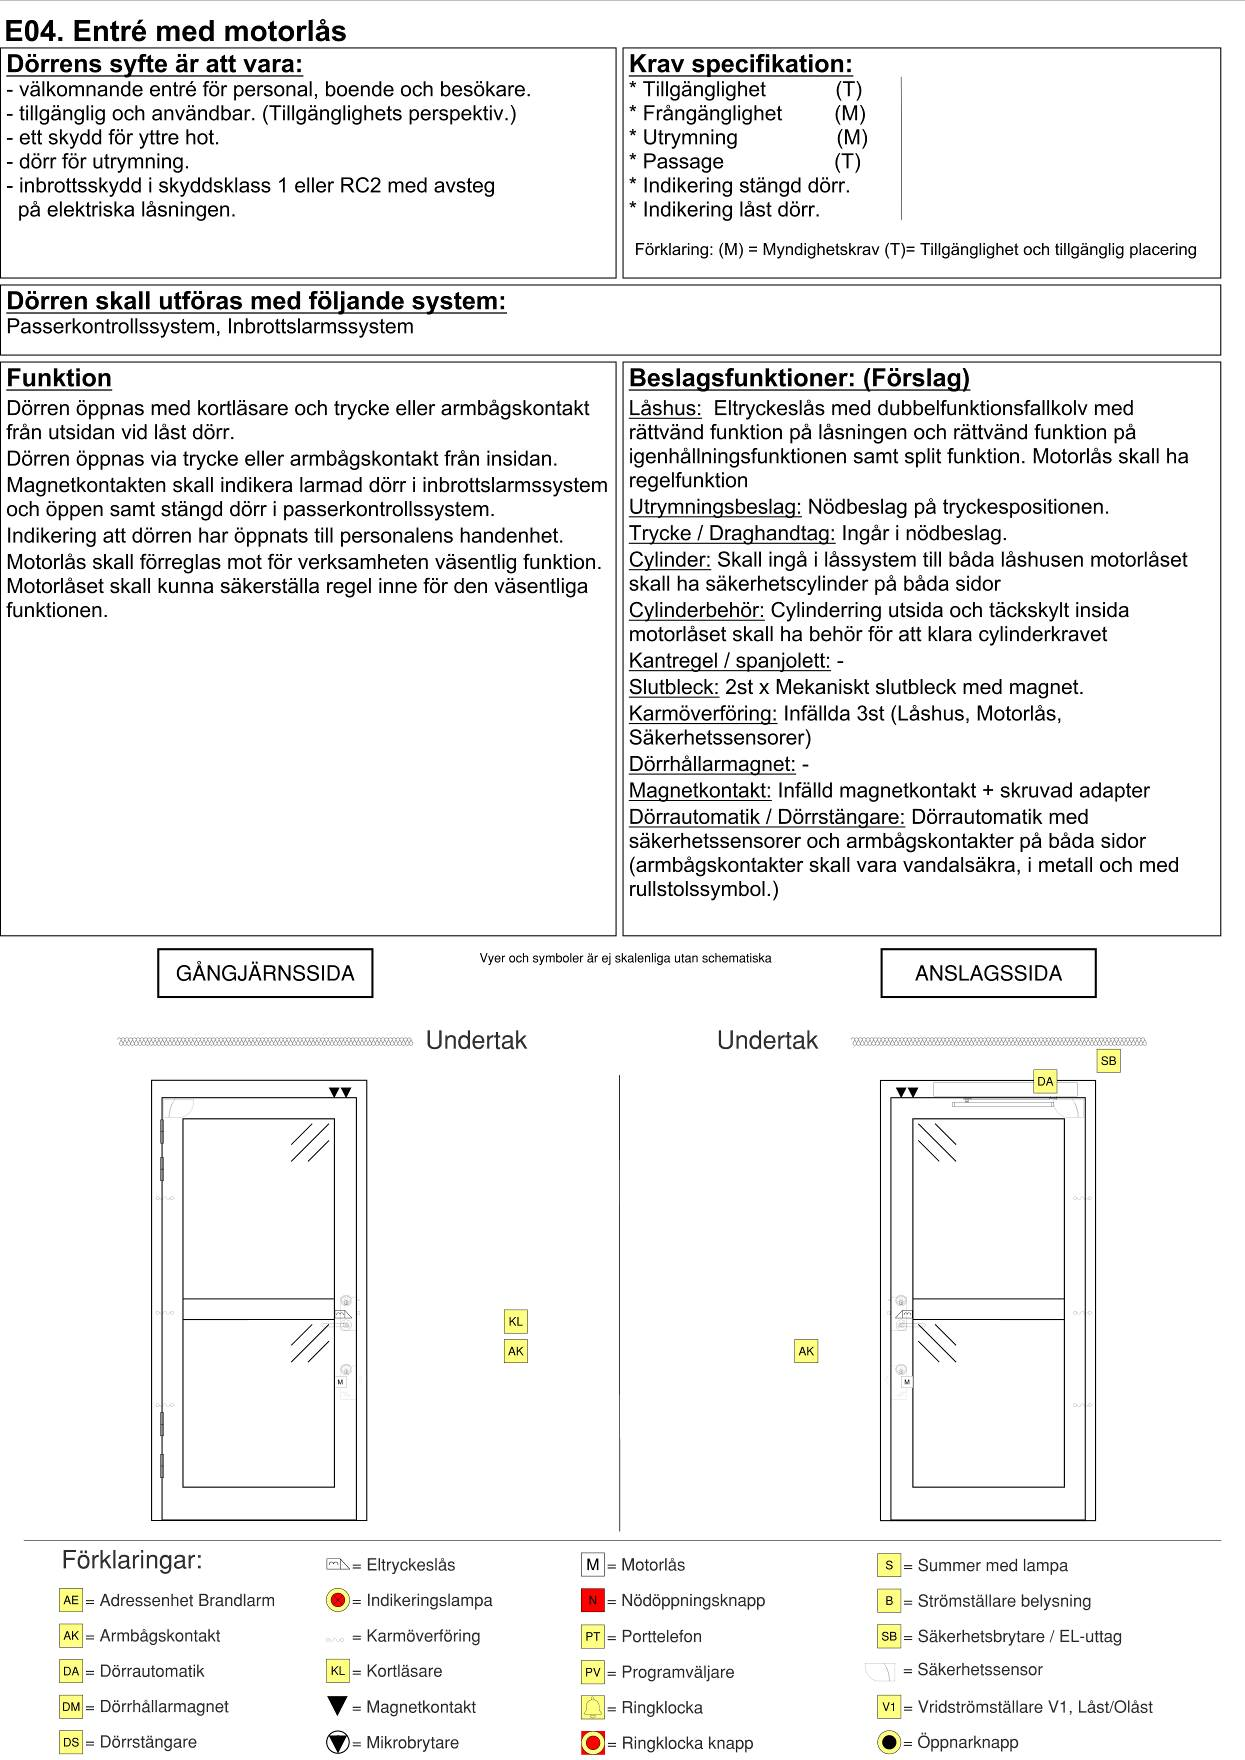 E04. Entré med motorlås
Dörrens syfte är att vara:
- välkomnande entré för personal, boende och besökare.
- tillgänglig och användbar. (Tillgänglighets perspektiv.)
- ett skydd för yttre hot.
- dörr för utrymning.
- inbrottsskydd i skyddsklass 1 eller RC2 med avsteg
på elektriska låsningen.
Krav specifikation:
* Tillgänglighet (T)
* Frångänglighet (M)
* Utrymning (M)
* Passage (T)
* Indikering stängd dörr.
* Indikering låst dörr.
Förklaring: (M) = Myndighetskrav (T)= Tillgänglighet och tillgänglig placering
Dörren skall utföras med följande system:
Passerkontrollssystem, Inbrottslarmssystem
Funktion
Dörren öppnas med kortläsare och trycke eller armbågskontakt
från utsidan vid låst dörr.
Dörren öppnas via trycke eller armbågskontakt från insidan.
Magnetkontakten skall indikera larmad dörr i inbrottslarmssystem
och öppen samt stängd dörr i passerkontrollssystem.
Indikering att dörren har öppnats till personalens handenhet.
Motorlås skall förreglas mot för verksamheten väsentlig funktion.
Motorlåset skall kunna säkerställa regel inne för den väsentliga
funktionen.
Beslagsfunktioner: (Förslag)
Låshus: Eltryckeslås med dubbelfunktionsfallkolv med
rättvänd funktion på låsningen och rättvänd funktion på
igenhållningsfunktionen samt split funktion. Motorlås skall ha
regelfunktion
Utrymningsbeslag: Nödbeslag på tryckespositionen.
Trycke / Draghandtag: Ingår i nödbeslag.
Cylinder: Skall ingå i låssystem till båda låshusen motorlåset
skall ha säkerhetscylinder på båda sidor
Cylinderbehör: Cylinderring utsida och täckskylt insida
motorlåset skall ha behör för att klara cylinderkravet
Kantregel / spanjolett: -
Slutbleck: 2st x Mekaniskt slutbleck med magnet.
Karmöverföring: Infällda 3st (Låshus, Motorlås,
Säkerhetssensorer)
Dörrhållarmagnet: -
Magnetkontakt: Infälld magnetkontakt + skruvad adapter
Dörrautomatik / Dörrstängare: Dörrautomatik med
säkerhetssensorer och armbågskontakter på båda sidor
(armbågskontakter skall vara vandalsäkra, i metall och med
rullstolssymbol.)
GÅNGJÄRNSSIDA
Vyer och symboler är ej skalenliga utan schematiska
ANSLAGSSIDA
Undertak
Undertak
SB
DA
KL
AK
AK
M
M
Förklaringar:
= Eltryckeslås
M = Motorlås
S = Summer med lampa
AE = Adressenhet Brandlarm
= Indikeringslampa
N = Nödöppningsknapp
B = Strömställare belysning
AK = Armbågskontakt
= Karmöverföring
PT = Porttelefon
SB = Säkerhetsbrytare / EL-uttag
DA = Dörrautomatik
KL = Kortläsare
PV = Programväljare
= Säkerhetssensor
DM = Dörrhållarmagnet
= Magnetkontakt
= Ringklocka
V1 = Vridströmställare V1, Låst/Olåst
DS = Dörrstängare
= Mikrobrytare
= Ringklocka knapp
= Öppnarknapp